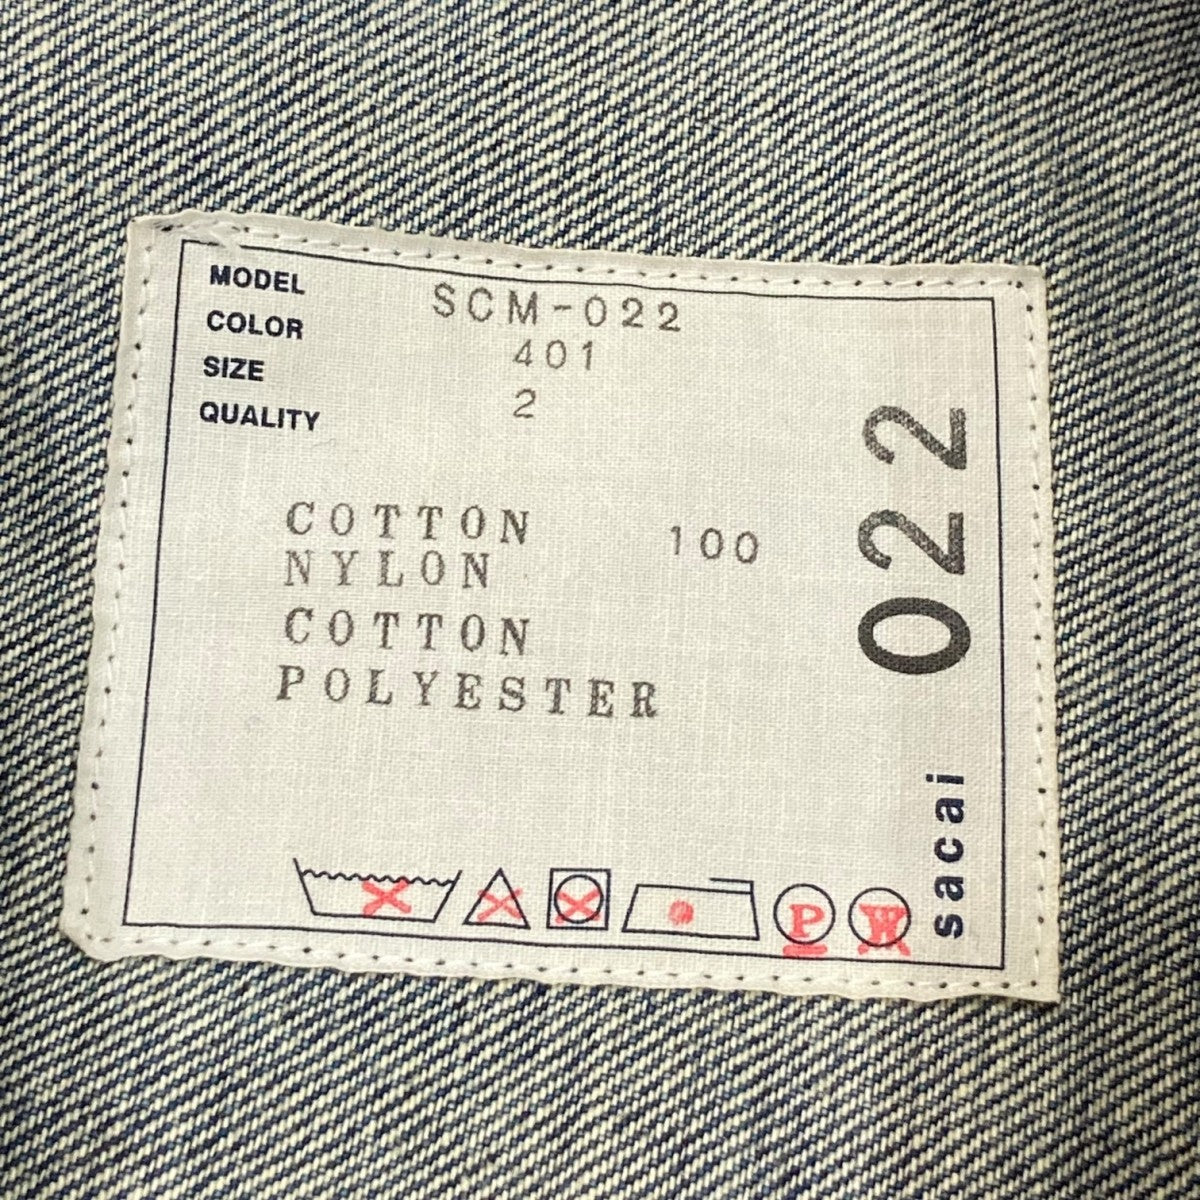 MODEL SCM-022
COLOR 401
SIZE 2
QUALITY
COTTON 100
NYLON
COTTON
POLYESTER
P W
sacai 022